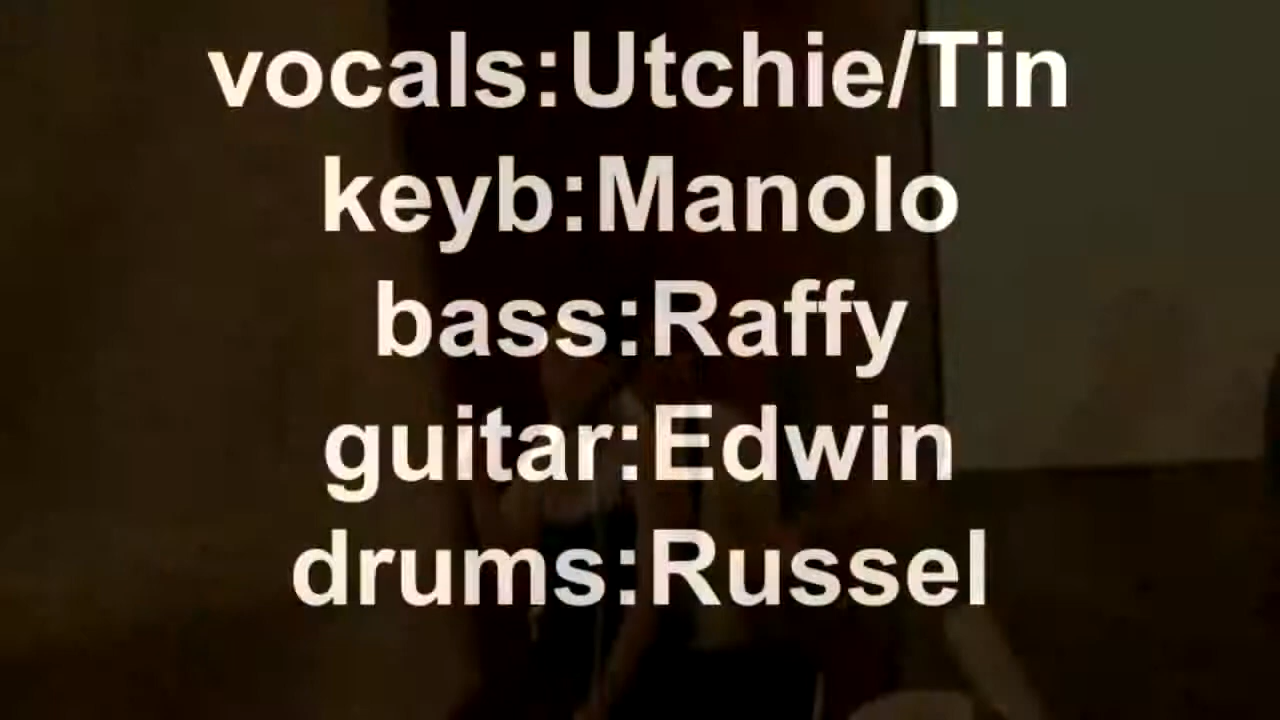 vocals:Utchie/Tin
keyb:Manolo
bass:Raffy
guitar:Edwin
drums:Russel